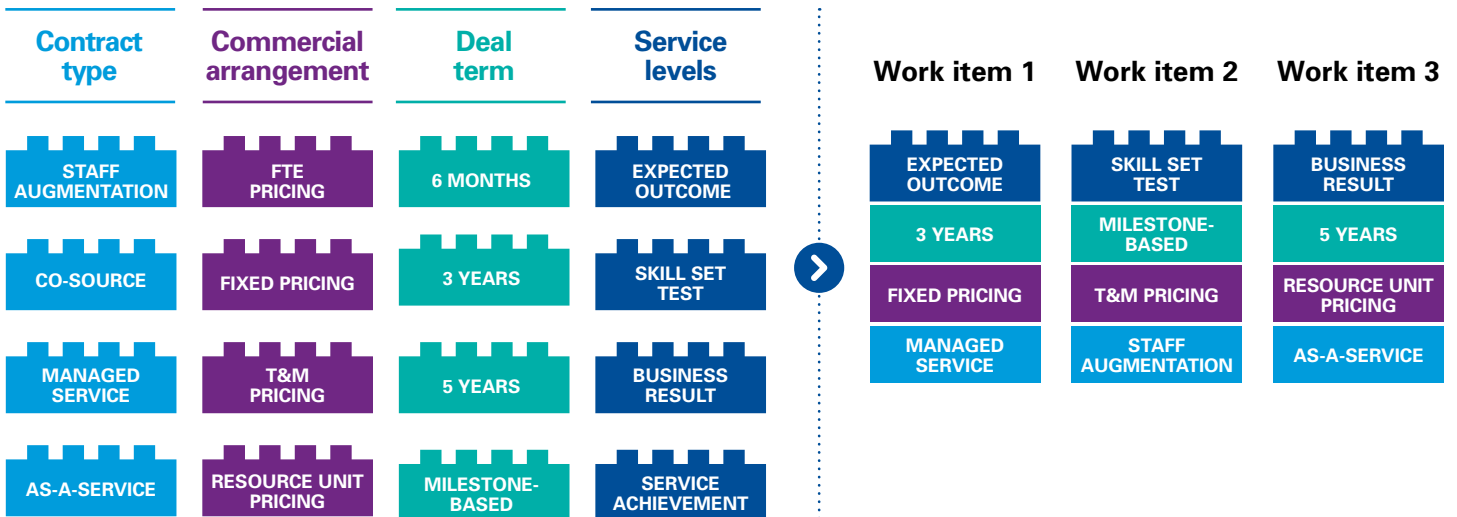 Contract
type
Commercial
arrangement
Deal
term
Service
levels
STAFF
AUGMENTATION
FTE
PRICING
6 MONTHS
EXPECTED
OUTCOME
CO-SOURCE
FIXED PRICING
3 YEARS
SKILL SET
TEST
MANAGED
SERVICE
T&M
PRICING
5 YEARS
BUSINESS
RESULT
AS-A-SERVICE
RESOURCE UNIT
PRICING
MILESTONE-
BASED
SERVICE
ACHIEVEMENT
Work item 1
Work item 2
Work item 3
EXPECTED
OUTCOME
SKILL SET
TEST
BUSINESS
RESULT
3 YEARS
MILESTONE-
BASED
5 YEARS
FIXED PRICING
T&M PRICING
RESOURCE UNIT
PRICING
MANAGED
SERVICE
STAFF
AUGMENTATION
AS-A-SERVICE